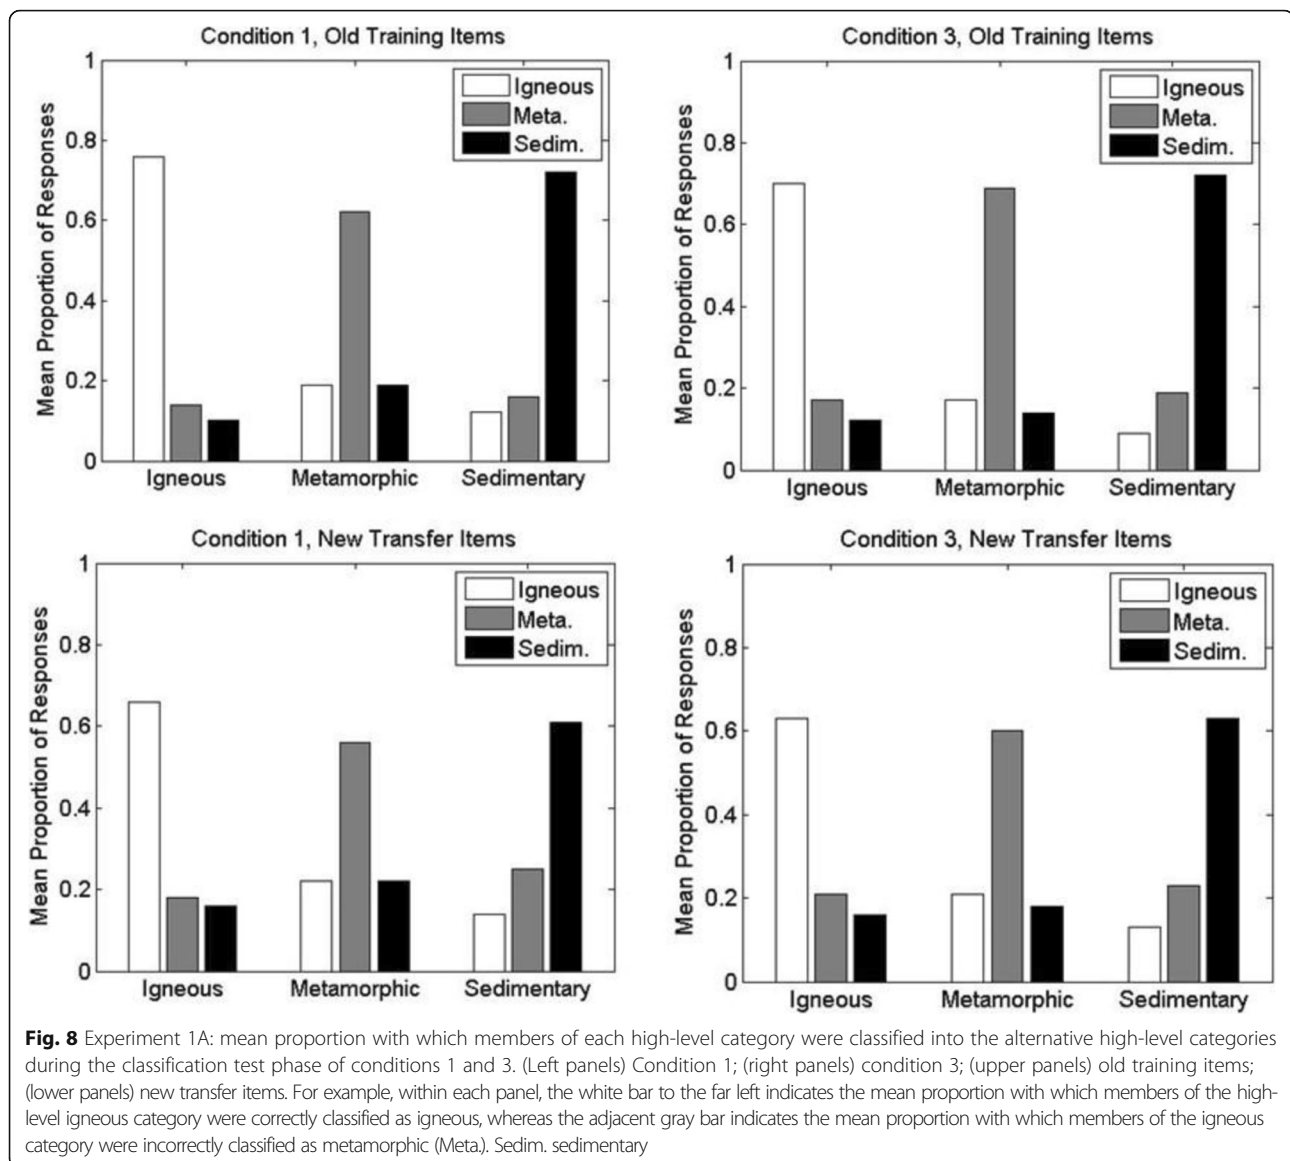 Condition 1, Old Training Items
1
0.8
0.6
0.4
0.2
0
Mean Proportion of Responses
Igneous
Meta.
Sedim.
Igneous
Metamorphic
Sedimentary
Condition 3, Old Training Items
1
0.8
0.6
0.4
0.2
0
Mean Proportion of Responses
Igneous
Meta.
Sedim.
Igneous
Metamorphic
Sedimentary
Condition 1, New Transfer Items
1
0.8
0.6
0.4
0.2
0
Mean Proportion of Responses
Igneous
Meta.
Sedim.
Igneous
Metamorphic
Sedimentary
Condition 3, New Transfer Items
1
0.8
0.6
0.4
0.2
0
Mean Proportion of Responses
Igneous
Meta.
Sedim.
Igneous
Metamorphic
Sedimentary
Fig. 8 Experiment 1A: mean proportion with which members of each high-level category were classified into the alternative high-level categories
during the classification test phase of conditions 1 and 3. (Left panels) Condition 1; (right panels) condition 3; (upper panels) old training items;
(lower panels) new transfer items. For example, within each panel, the white bar to the far left indicates the mean proportion with which members of the high-
level igneous category were correctly classified as igneous, whereas the adjacent gray bar indicates the mean proportion with which members of the igneous
category were incorrectly classified as metamorphic (Meta.). Sedim. sedimentary